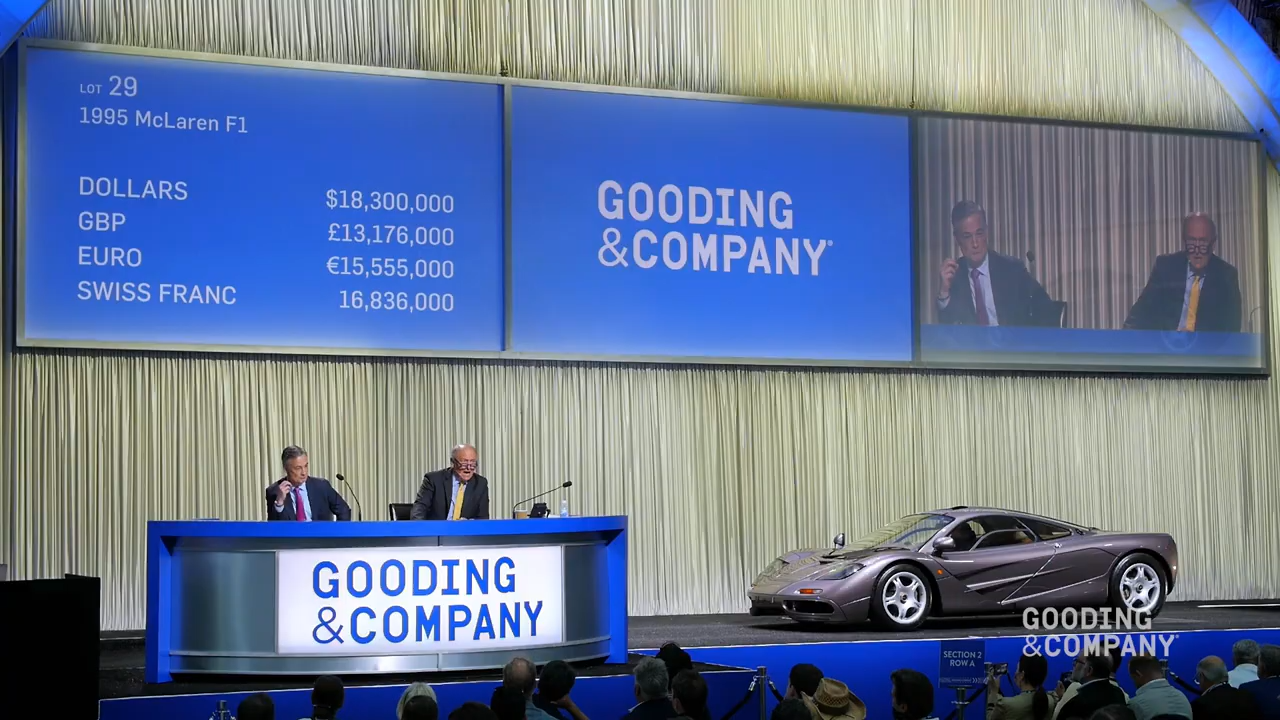 LOT 29
1995 McLaren F1
DOLLARS $18,300,000
GBP £13,176,000
EURO €15,555,000
SWISS FRANC 16,836,000
GOODING
&COMPANY®
GOODING
&COMPANY
SECTION 2
ROW A
GOODING
&COMPANY®